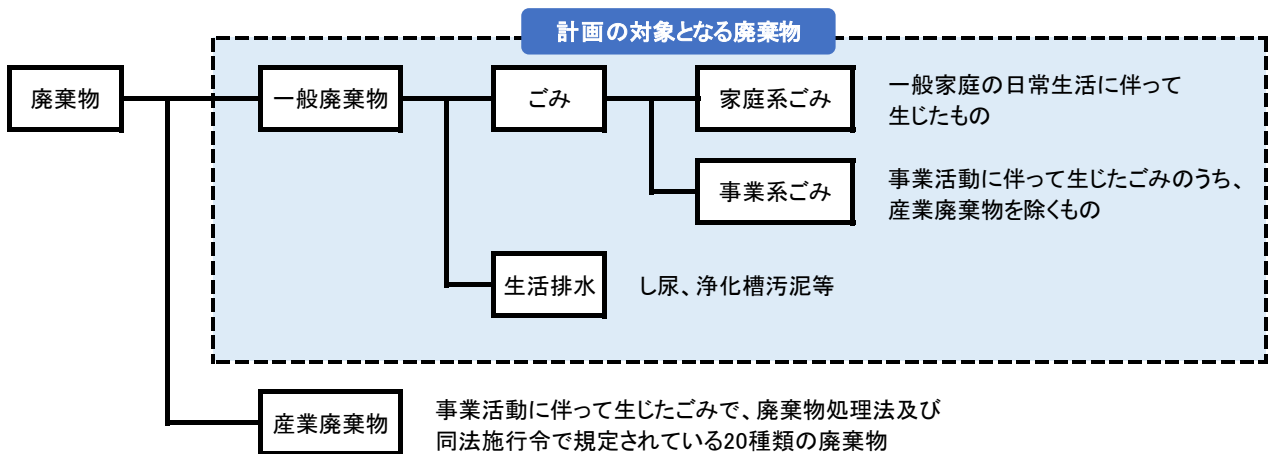 計画の対象となる廃棄物
廃棄物
一般廃棄物
ごみ
家庭系ごみ
一般家庭の日常生活に伴って
生じたもの
事業系ごみ
事業活動に伴って生じたごみのうち、
産業廃棄物を除くもの
生活排水
し尿、浄化槽汚泥等
産業廃棄物
事業活動に伴って生じたごみで、廃棄物処理法及び
同法施行令で規定されている20種類の廃棄物